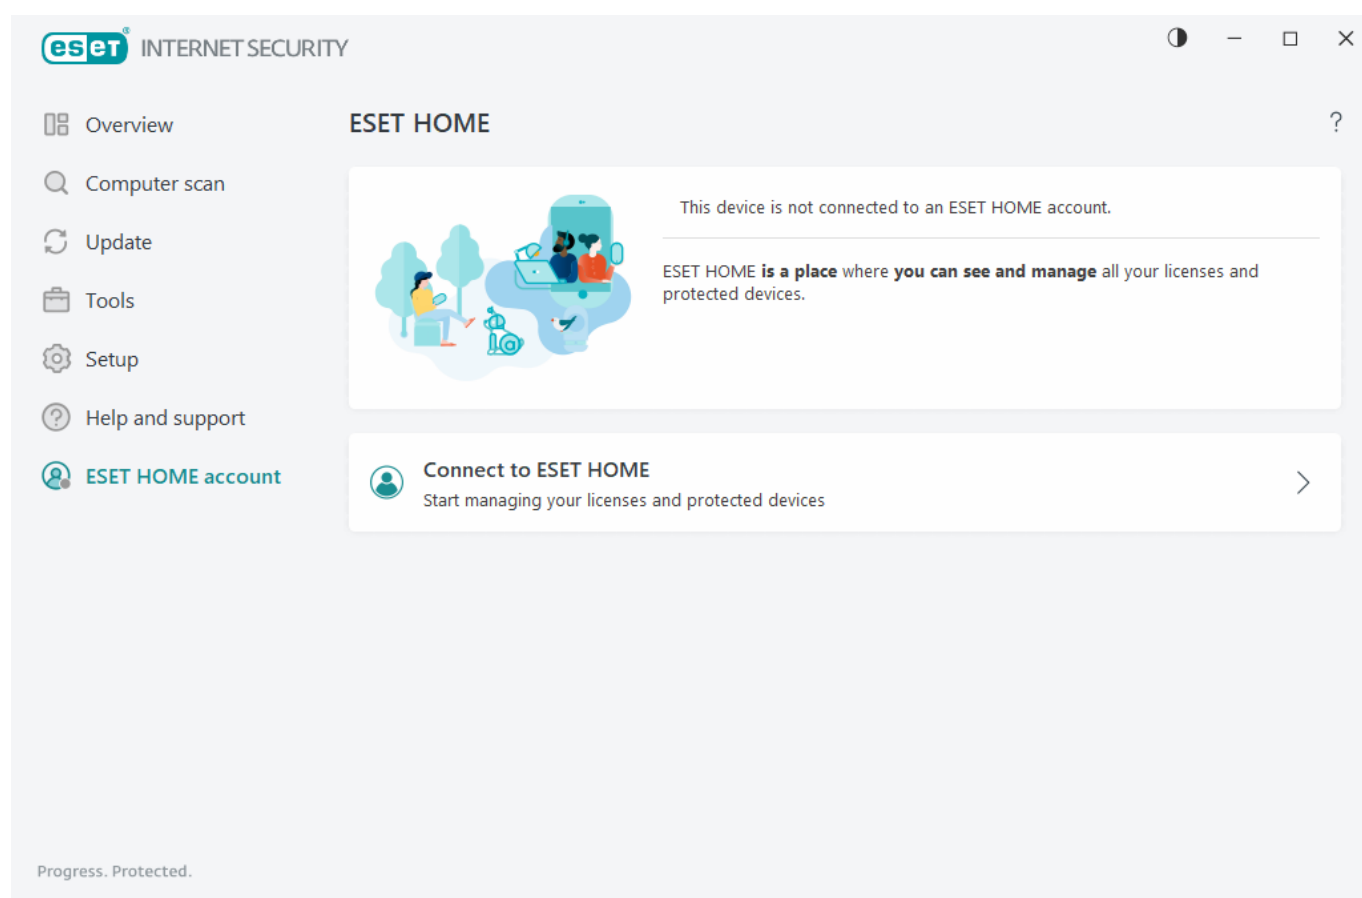 eset® INTERNET SECURITY
Overview
Computer scan
Update
Tools
Setup
Help and support
ESET HOME account
ESET HOME
?
This device is not connected to an ESET HOME account.
ESET HOME is a place where you can see and manage all your licenses and
protected devices.
Connect to ESET HOME
Start managing your licenses and protected devices
Progress. Protected.